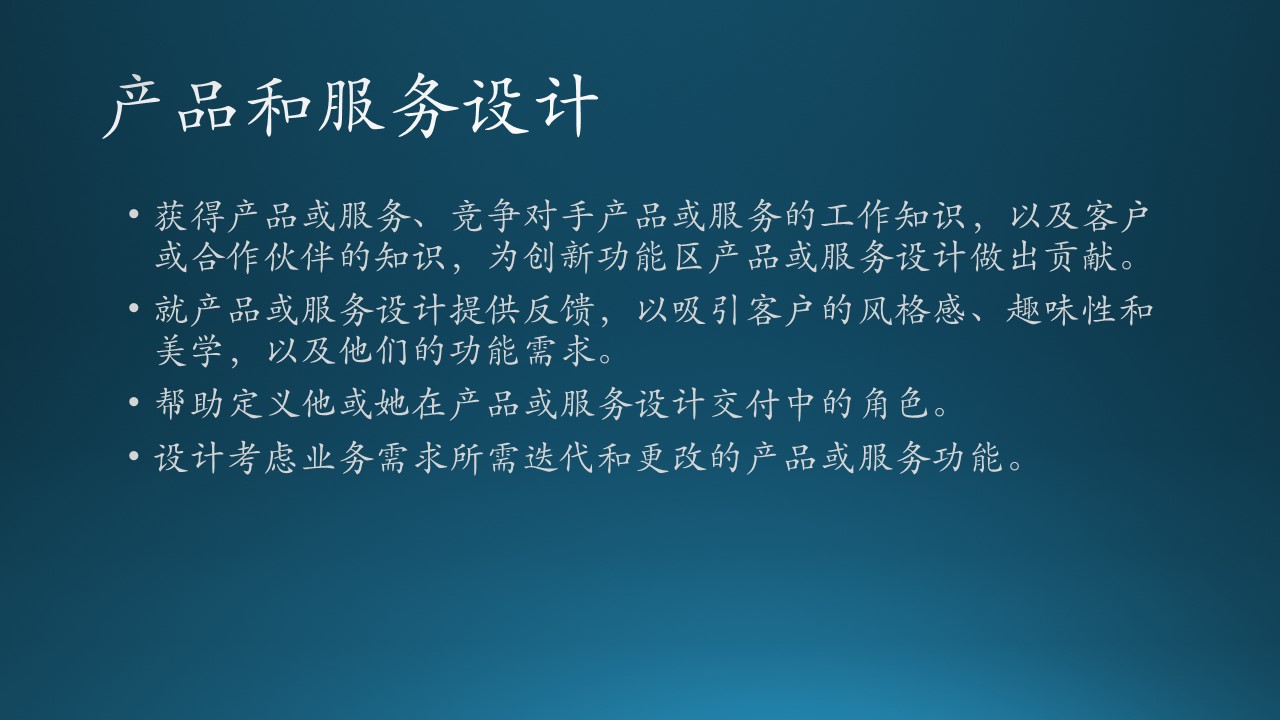 产品和服务设计
• 获得产品或服务、竞争对手产品或服务的工作知识，以及客户
或合作伙伴的知识，为创新功能区产品或服务设计做出贡献。
• 就产品或服务设计提供反馈，以吸引客户的风格感、趣味性和
美学，以及他们的功能需求。
• 帮助定义他或她在产品或服务设计交付中的角色。
• 设计考虑业务需求所需迭代和更改的产品或服务功能。